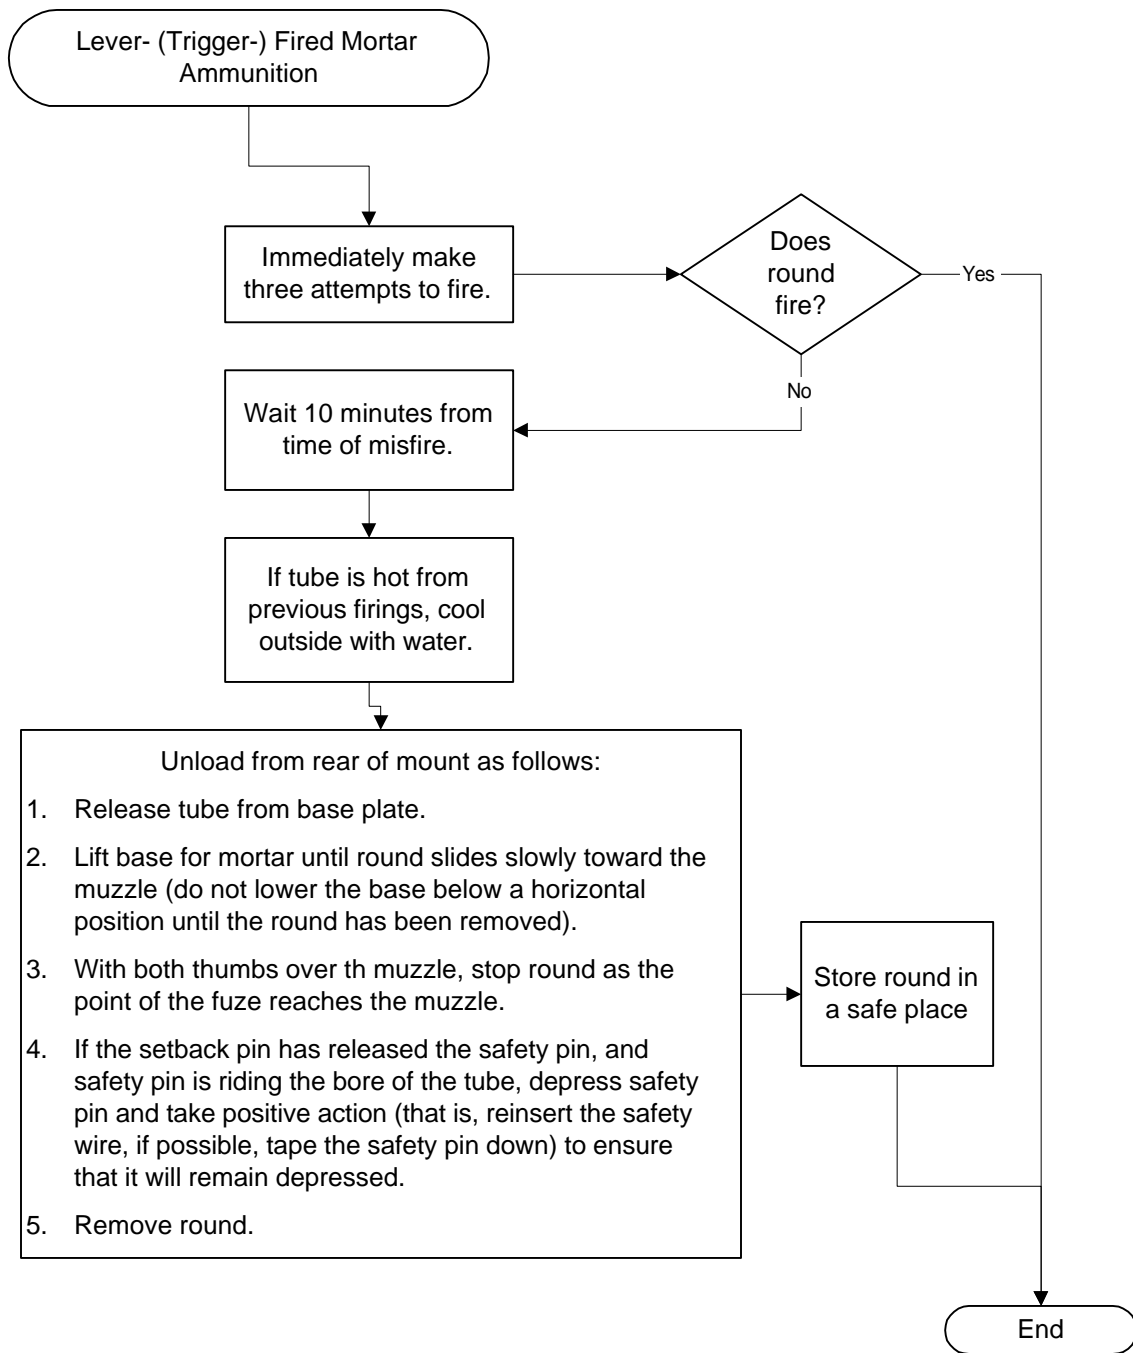 Lever- (Trigger-) Fired Mortar
Ammunition
Immediately make
three attempts to fire.
Does
round
fire?
Yes
No
Wait 10 minutes from
time of misfire.
If tube is hot from
previous firings, cool
outside with water.
Unload from rear of mount as follows:
1. Release tube from base plate.
2. Lift base for mortar until round slides slowly toward the
muzzle (do not lower the base below a horizontal
position until the round has been removed).
3. With both thumbs over th muzzle, stop round as the
point of the fuze reaches the muzzle.
4. If the setback pin has released the safety pin, and
safety pin is riding the bore of the tube, depress safety
pin and take positive action (that is, reinsert the safety
wire, if possible, tape the safety pin down) to ensure
that it will remain depressed.
5. Remove round.
Store round in
a safe place
End